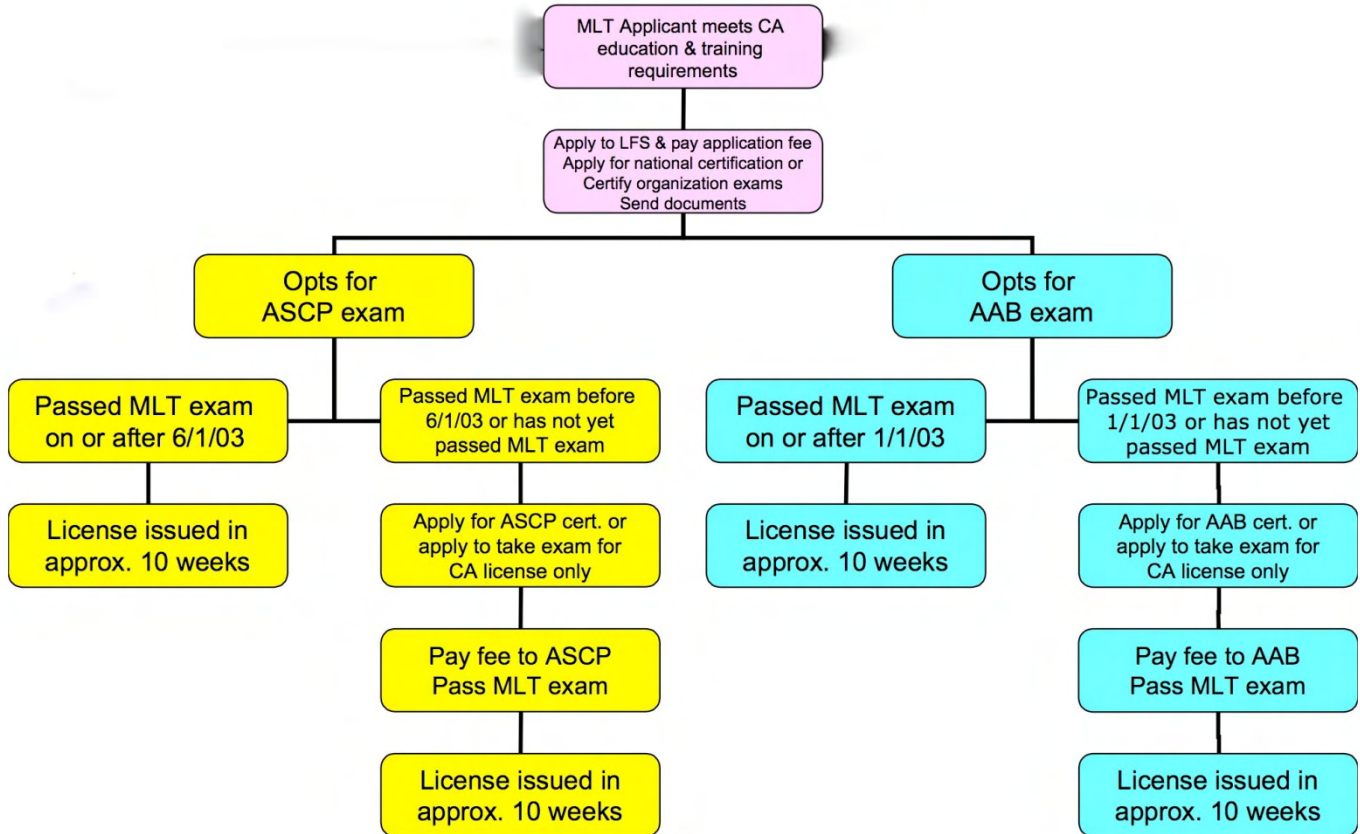 MLT Applicant meets CA
education & training
requirements
Apply to LFS & pay application fee
Apply for national certification or
Certify organization exams
Send documents
Opts for
ASCP exam
Opts for
AAB exam
Passed MLT exam
on or after 6/1/03
Passed MLT exam before
6/1/03 or has not yet
passed MLT exam
Passed MLT exam
on or after 1/1/03
Passed MLT exam before
1/1/03 or has not yet
passed MLT exam
License issued in
approx. 10 weeks
Apply for ASCP cert. or
apply to take exam for
CA license only
License issued in
approx. 10 weeks
Apply for AAB cert. or
apply to take exam for
CA license only
Pay fee to ASCP
Pass MLT exam
Pay fee to AAB
Pass MLT exam
License issued in
approx. 10 weeks
License issued in
approx. 10 weeks